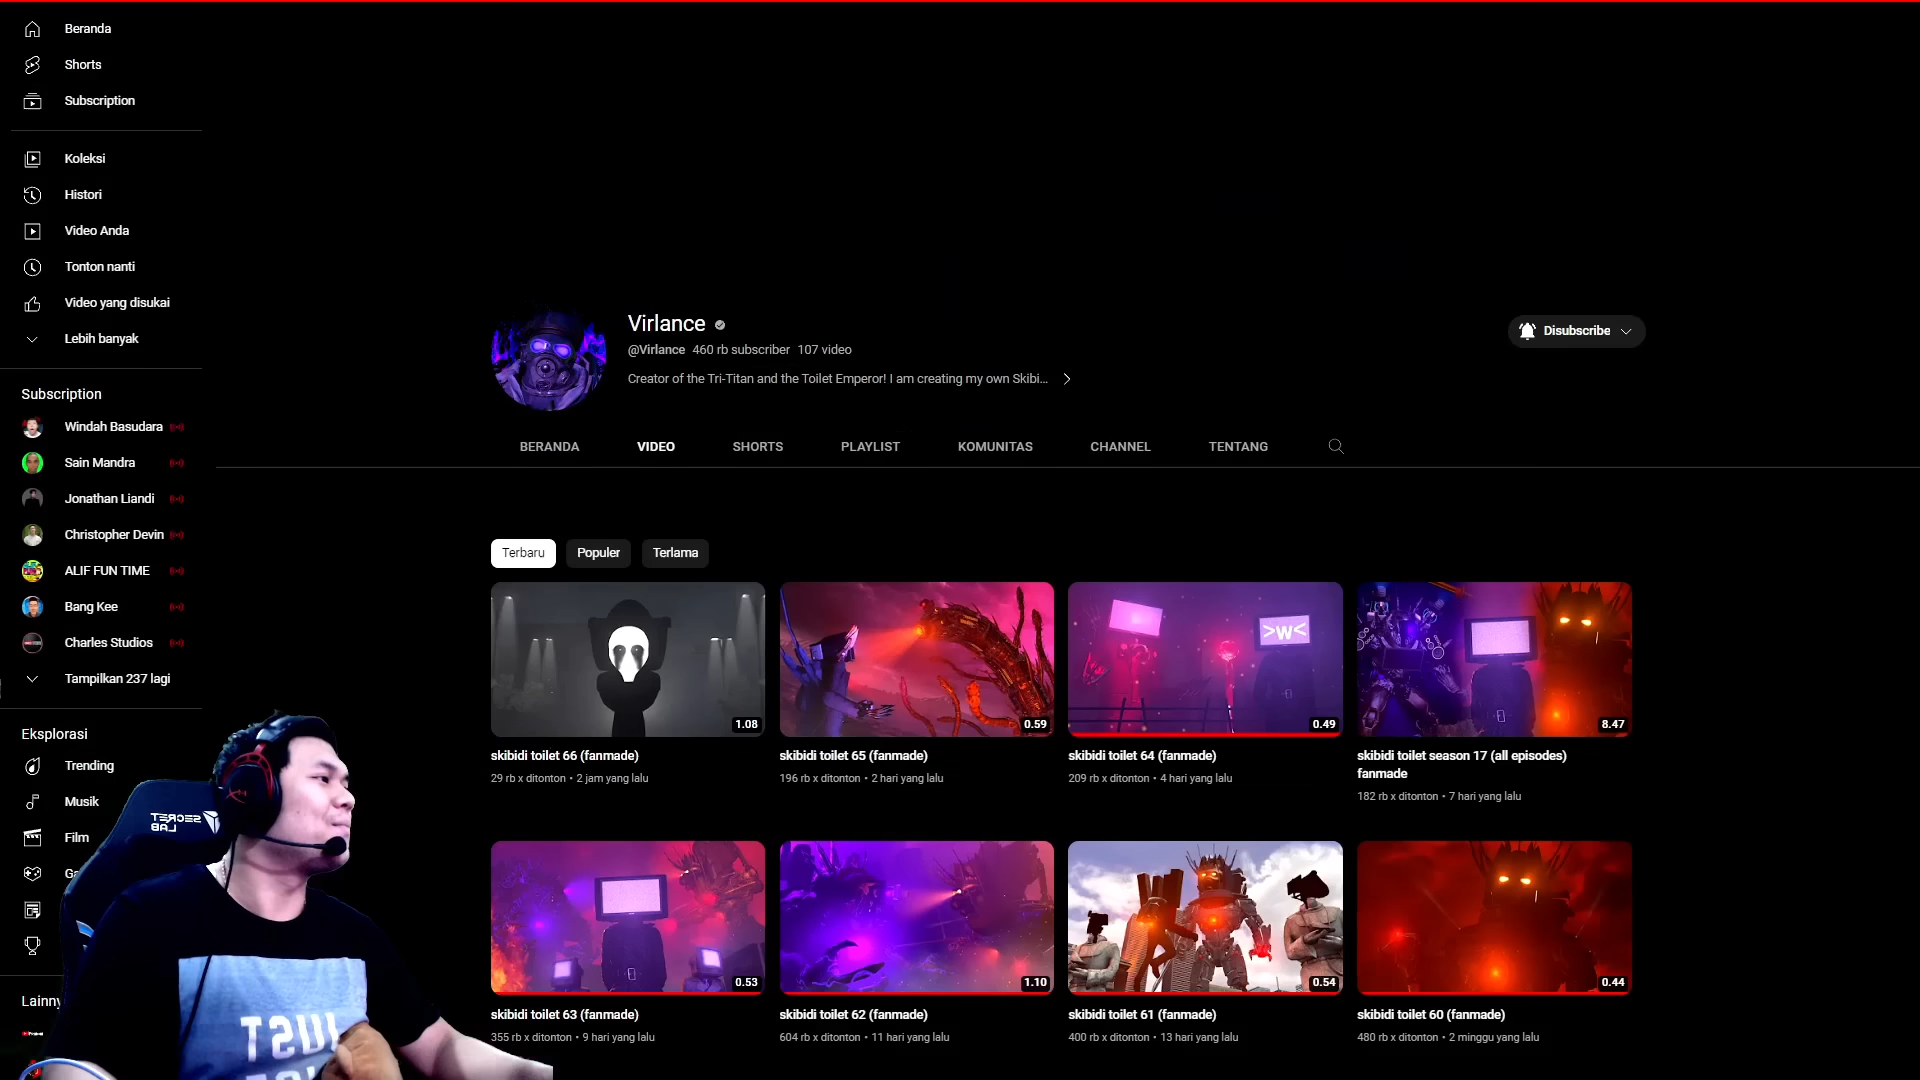 Beranda
Shorts
Subscription
Koleksi
Histori
Video Anda
Tonton nanti
Video yang disukai
Lebih banyak
Subscription
Windah Basudara
Sain Mandra
Jonathan Liandi
Christopher Devin
ALIF FUN TIME
Bang Kee
Charles Studios
Tampilkan 237 lagi
Eksplorasi
Trending
Musik
Film
Ga
Lainny
Virlance
@Virlance 460 rb subscriber 107 video
Creator of the Tri-Titan and the Toilet Emperor! I am creating my own Skibi...
Disubscribe
BERANDA VIDEO SHORTS PLAYLIST KOMUNITAS CHANNEL TENTANG
Terbaru Populer Terlama
>W<
1.08 0.59 0.49 8.47
skibidi toilet 66 (fanmade)
29 rb x ditonton • 2 jam yang lalu
skibidi toilet 65 (fanmade)
196 rb x ditonton • 2 hari yang lalu
skibidi toilet 64 (fanmade)
209 rb x ditonton • 4 hari yang lalu
skibidi toilet season 17 (all episodes)
fanmade
182 rb x ditonton • 7 hari yang lalu
0.53 1.10 0.54 0.44
skibidi toilet 63 (fanmade)
355 rb x ditonton • 9 hari yang lalu
skibidi toilet 62 (fanmade)
604 rb x ditonton • 11 hari yang lalu
skibidi toilet 61 (fanmade)
400 rb x ditonton • 13 hari yang lalu
skibidi toilet 60 (fanmade)
480 rb x ditonton • 2 minggu yang lalu
SECRET
LAB
JUST